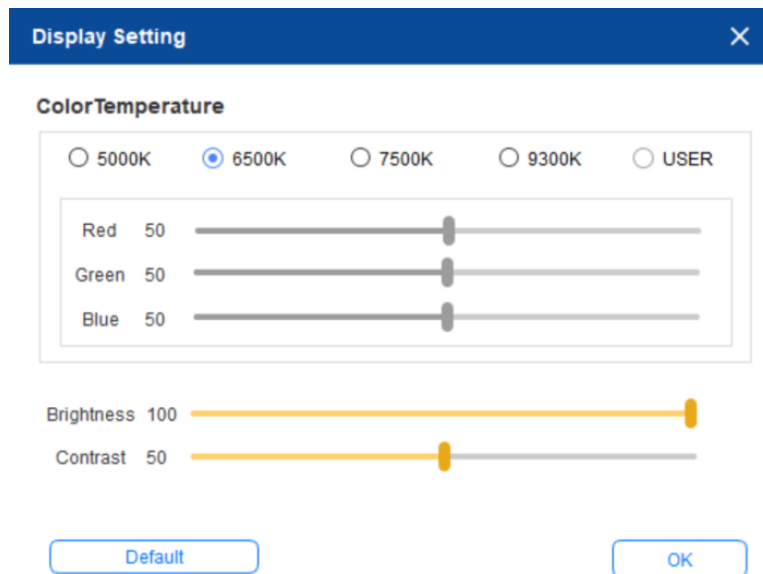 Display Setting
ColorTemperature
5000K 6500K 7500K 9300K USER
Red 50
Green 50
Blue 50
Brightness 100
Contrast 50
Default OK